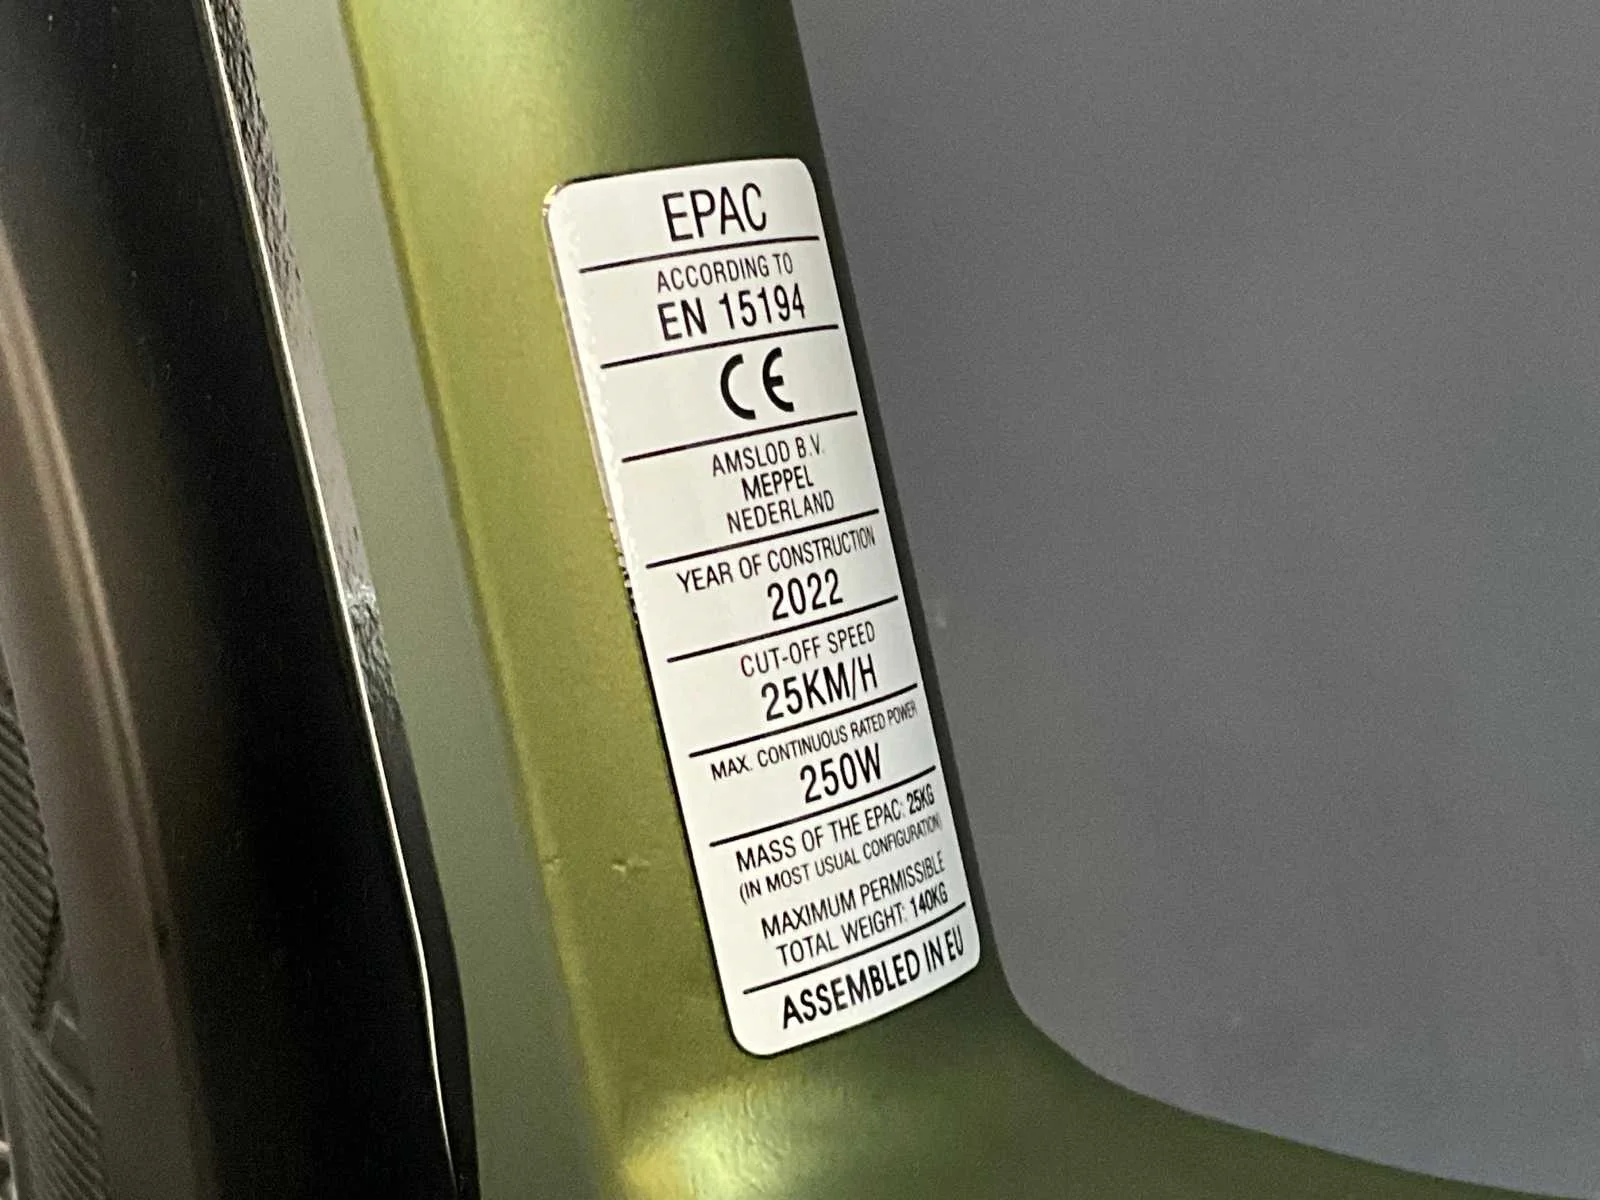 EPAC
ACCORDING TO
EN 15194
CE
AMSLOD B.V.
MEPPEL
NEDERLAND
YEAR OF CONSTRUCTION
2022
CUT-OFF SPEED
25KM/H
MAX. CONTINUOUS RATED POWER
250W
MASS OF THE EPAC: 25KG
(IN MOST USUAL CONFIGURATION)
MAXIMUM PERMISSIBLE
TOTAL WEIGHT: 140KG
ASSEMBLED IN EU